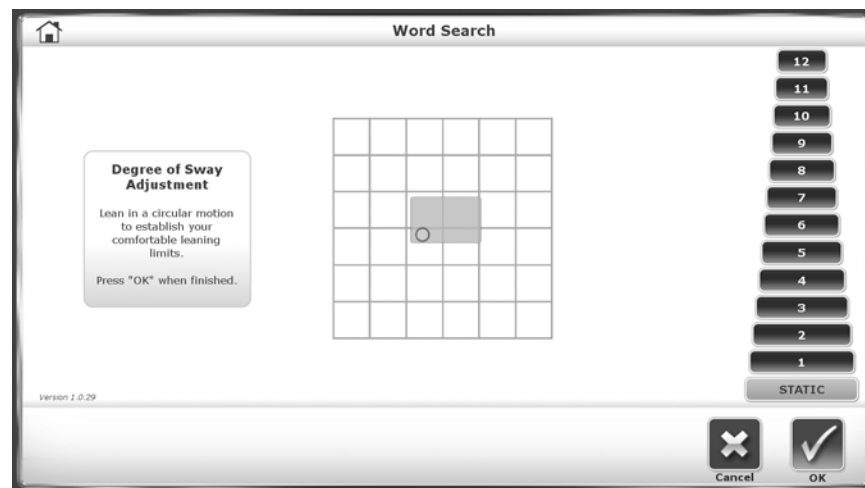 Word Search
Degree of Sway
Adjustment
Lean in a circular motion
to establish your
comfortable leaning
limits.
Press "OK" when finished.
12
11
10
9
8
7
6
5
4
3
2
1
STATIC
Version 1.0.29
Cancel
OK